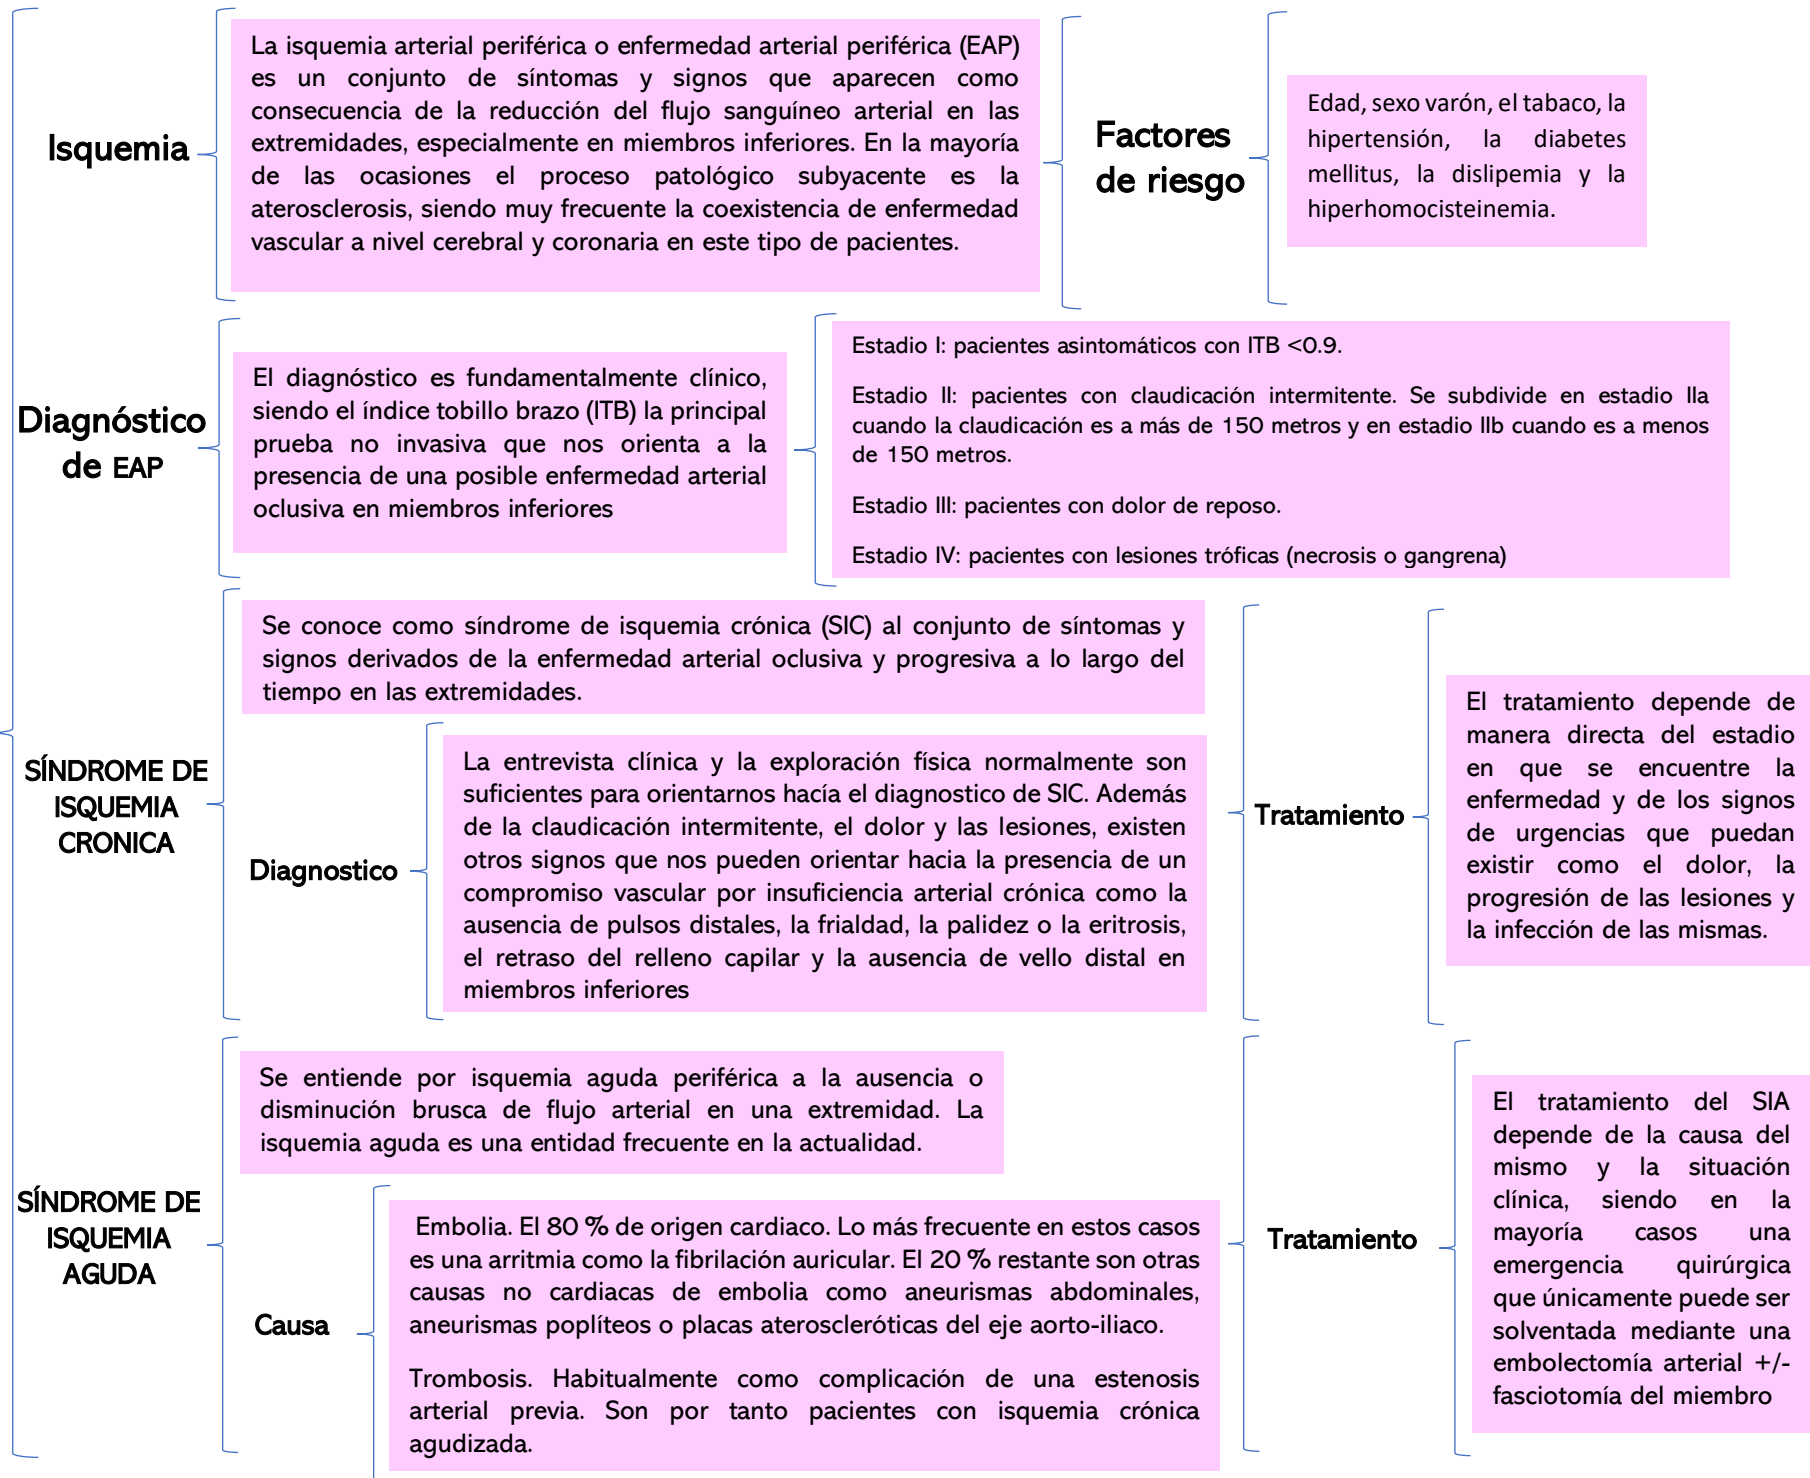 Isquemia
La isquemia arterial periférica o enfermedad arterial periférica (EAP)
es un conjunto de síntomas y signos que aparecen como
consecuencia de la reducción del flujo sanguíneo arterial en las
extremidades, especialmente en miembros inferiores. En la mayoría
de las ocasiones el proceso patológico subyacente es la
aterosclerosis, siendo muy frecuente la coexistencia de enfermedad
vascular a nivel cerebral y coronaria en este tipo de pacientes.
Factores
de riesgo
Edad, sexo varón, el tabaco, la
hipertensión, la diabetes
mellitus, la dislipemia y la
hiperhomocisteinemia.
Diagnóstico
de EAP
El diagnóstico es fundamentalmente clínico,
siendo el índice tobillo brazo (ITB) la principal
prueba no invasiva que nos orienta a la
presencia de una posible enfermedad arterial
oclusiva en miembros inferiores
Estadio I: pacientes asintomáticos con ITB <0.9.
Estadio II: pacientes con claudicación intermitente. Se subdivide en estadio IIa
cuando la claudicación es a más de 150 metros y en estadio IIb cuando es a menos
de 150 metros.
Estadio III: pacientes con dolor de reposo.
Estadio IV: pacientes con lesiones tróficas (necrosis o gangrena)
SÍNDROME DE
ISQUEMIA
CRONICA
Se conoce como síndrome de isquemia crónica (SIC) al conjunto de síntomas y
signos derivados de la enfermedad arterial oclusiva y progresiva a lo largo del
tiempo en las extremidades.
Diagnostico
La entrevista clínica y la exploración física normalmente son
suficientes para orientarnos hacía el diagnostico de SIC. Además
de la claudicación intermitente, el dolor y las lesiones, existen
otros signos que nos pueden orientar hacia la presencia de un
compromiso vascular por insuficiencia arterial crónica como la
ausencia de pulsos distales, la frialdad, la palidez o la eritrosis,
el retraso del relleno capilar y la ausencia de vello distal en
miembros inferiores
Tratamiento
El tratamiento depende de
manera directa del estadio
en que se encuentre la
enfermedad y de los signos
de urgencias que puedan
existir como el dolor, la
progresión de las lesiones y
la infección de las mismas.
SÍNDROME DE
ISQUEMIA
AGUDA
Se entiende por isquemia aguda periférica a la ausencia o
disminución brusca de flujo arterial en una extremidad. La
isquemia aguda es una entidad frecuente en la actualidad.
Causa
Embolia. El 80 % de origen cardiaco. Lo más frecuente en estos casos
es una arritmia como la fibrilación auricular. El 20 % restante son otras
causas no cardiacas de embolia como aneurismas abdominales,
aneurismas poplíteos o placas ateroscleróticas del eje aorto-iliaco.
Trombosis. Habitualmente como complicación de una estenosis
arterial previa. Son por tanto pacientes con isquemia crónica
agudizada.
Tratamiento
El tratamiento del SIA
depende de la causa del
mismo y la situación
clínica, siendo en la
mayoría casos una
emergencia quirúrgica
que únicamente puede ser
solventada mediante una
embolectomía arterial +/-
fasciotomía del miembro